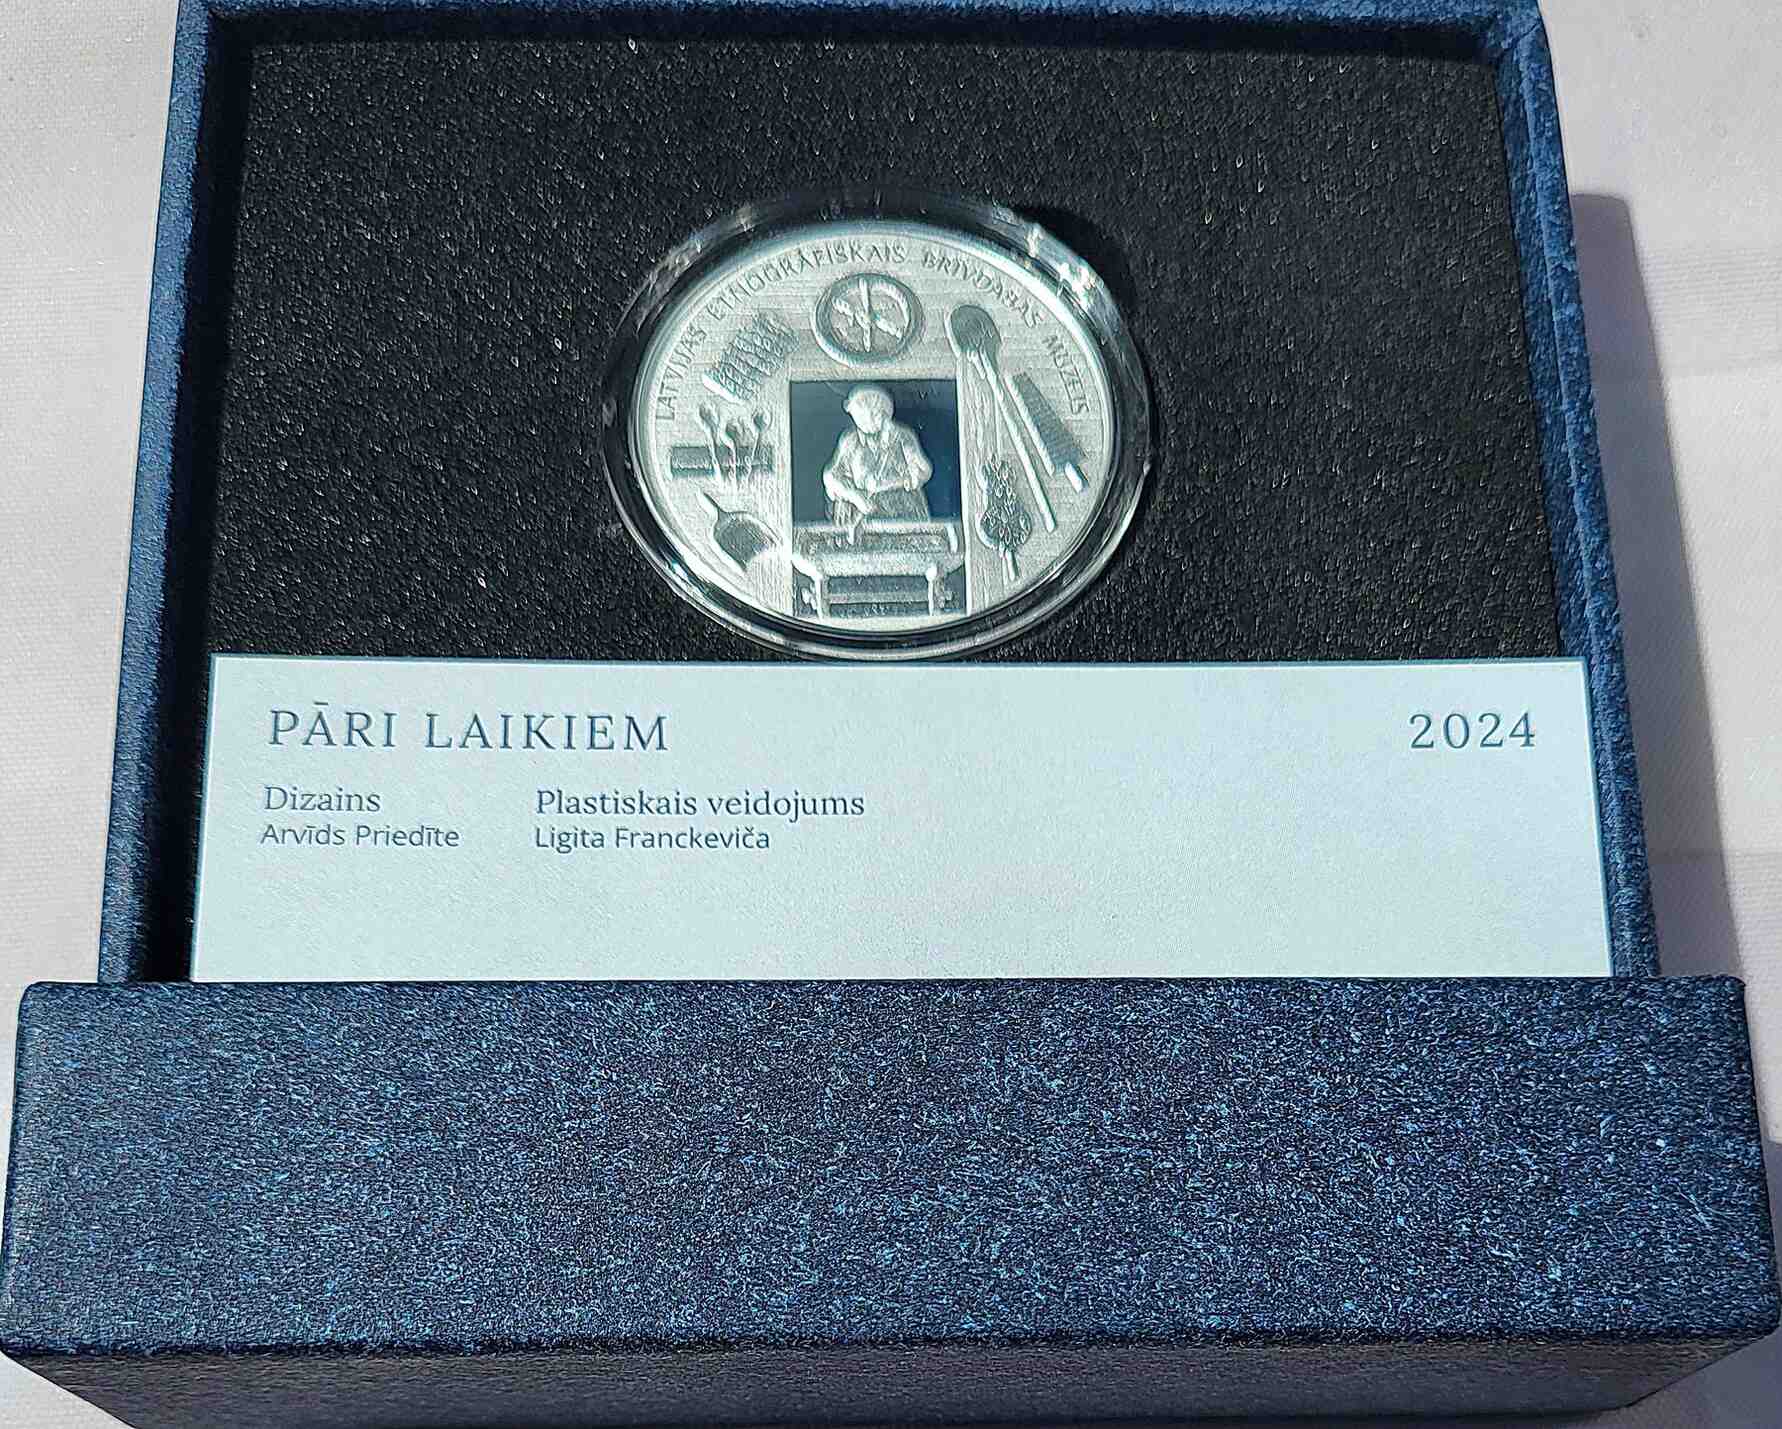 LATVIJAS ETNOGRĀFISKAIS BRĪVDABAS MUZEJS
PĀRI LAIKIEM 2024
Dizains Plastiskais veidojums
Arvīds Priedīte Ligita Franckeviča